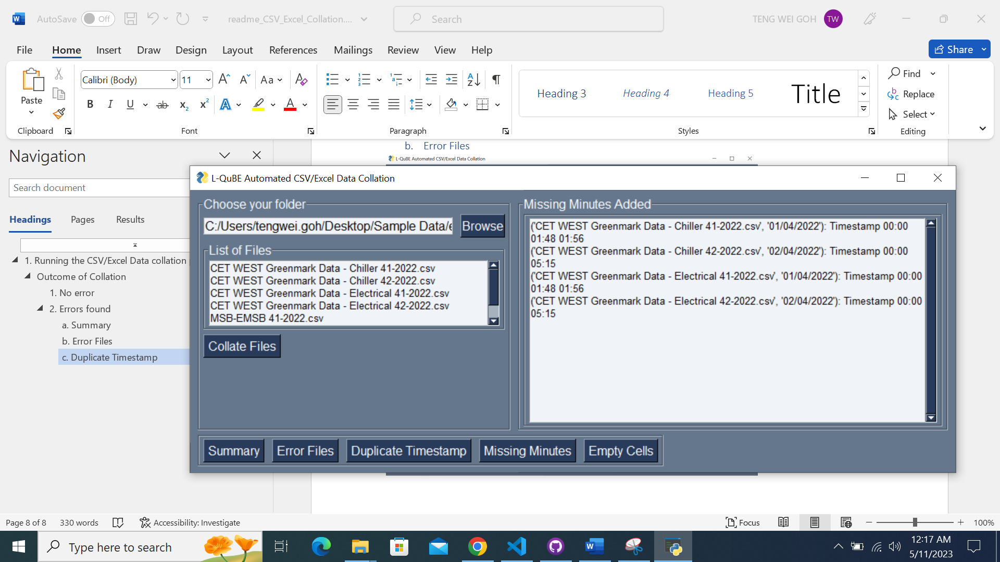 AutoSave Off readme_CSV_Excel_Collation.... Search TENG WEI GOH TW
File Home Insert Draw Design Layout References Mailings Review View Help Share
Paste
Calibri (Body) 11 Aa
Heading 3 Heading 4 Heading 5 Title
Find
Replace
Select
Clipboard Font Paragraph Styles Editing
Navigation
Search document
Headings Pages Results
1. Running the CSV/Excel Data collation
Outcome of Collation
1. No error
2. Errors found
a. Summary
b. Error Files
c. Duplicate Timestamp
b. Error Files
L-QuBE Automated CSV/Excel Data Collation
L-QuBE Automated CSV/Excel Data Collation
Choose your folder
C:/Users/tengwei.goh/Desktop/Sample Data/e Browse
List of Files
CET WEST Greenmark Data - Chiller 41-2022.csv
CET WEST Greenmark Data - Chiller 42-2022.csv
CET WEST Greenmark Data - Electrical 41-2022.csv
CET WEST Greenmark Data - Electrical 42-2022.csv
MSB-EMSB 41-2022.csv
Collate Files
Missing Minutes Added
('CET WEST Greenmark Data - Chiller 41-2022.csv', '01/04/2022'): Timestamp 00:00
01:48 01:56
('CET WEST Greenmark Data - Chiller 42-2022.csv', '02/04/2022'): Timestamp 00:00
05:15
('CET WEST Greenmark Data - Electrical 41-2022.csv', '01/04/2022'): Timestamp 00:00
01:48 01:56
('CET WEST Greenmark Data - Electrical 42-2022.csv', '02/04/2022'): Timestamp 00:00
05:15
Summary Error Files Duplicate Timestamp Missing Minutes Empty Cells
Page 8 of 8 330 words Accessibility: Investigate Focus 100%
Type here to search
12:17 AM
5/11/2023